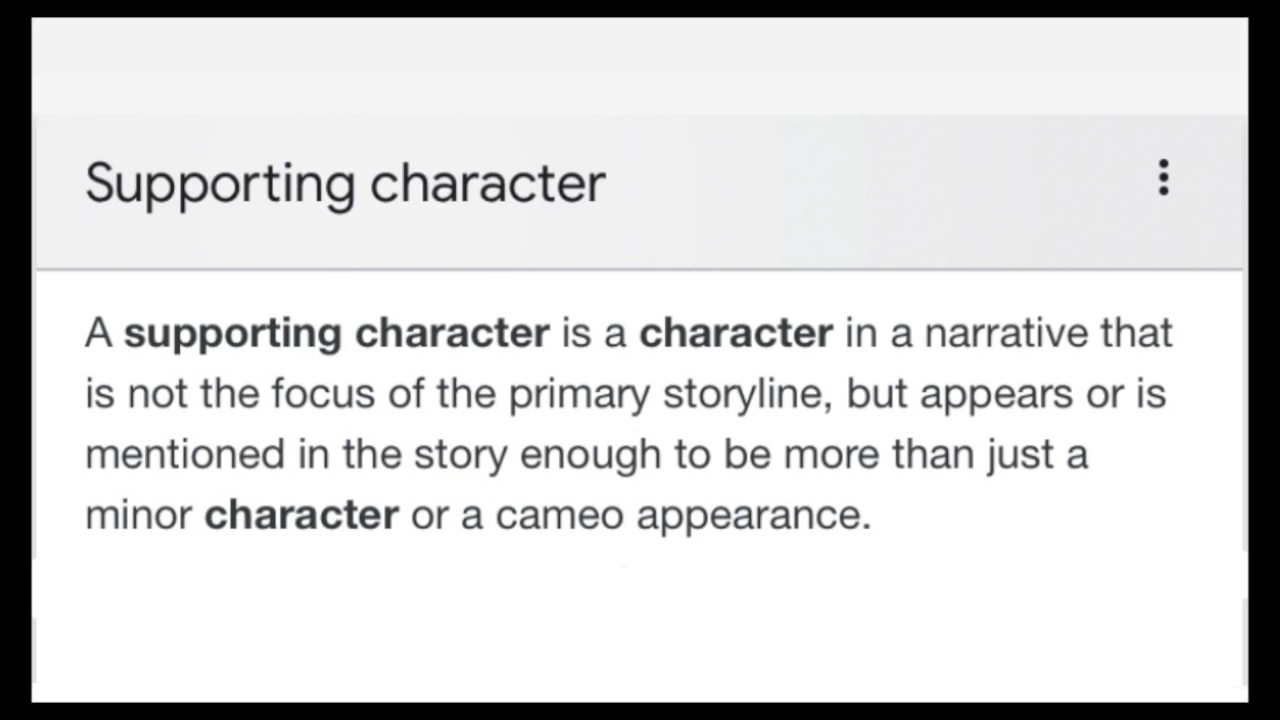 Supporting character
A supporting character is a character in a narrative that
is not the focus of the primary storyline, but appears or is
mentioned in the story enough to be more than just a
minor character or a cameo appearance.